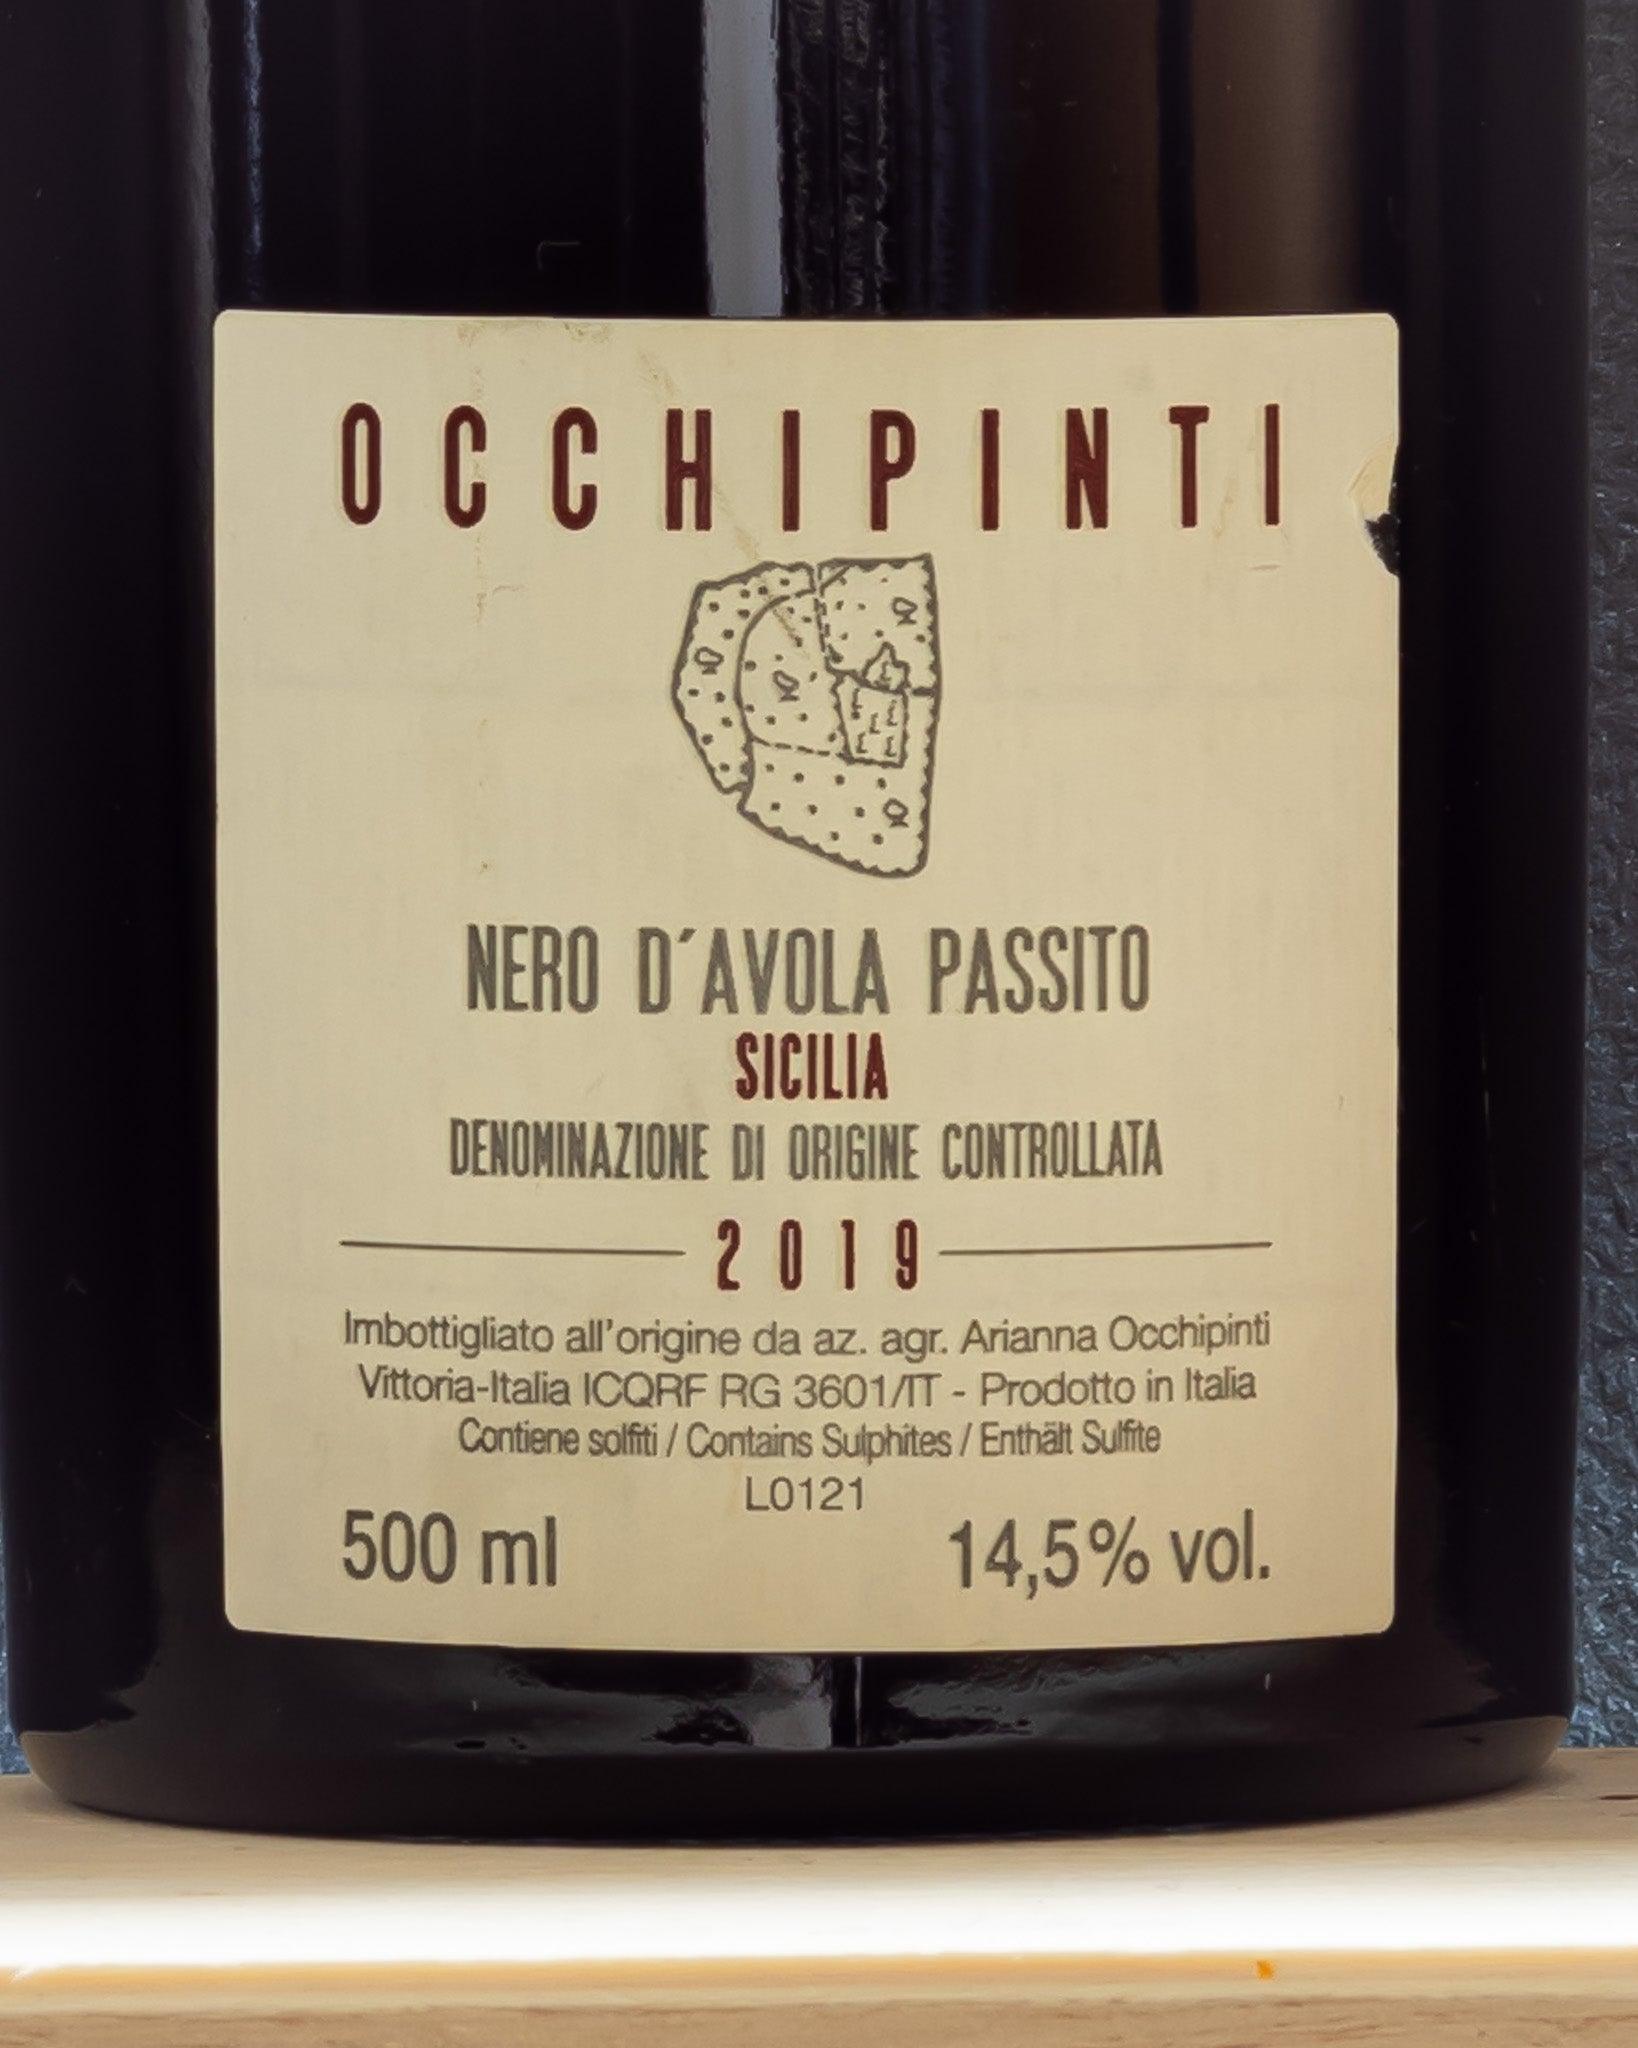 OCCHIPINTI
NERO D´AVOLA PASSITO
SICILIA
DENOMINAZIONE DI ORIGINE CONTROLLATA
2019
Imbottigliato all'origine da az. agr. Arianna Occhipinti
Vittoria-Italia ICQRF RG 3601/IT - Prodotto in Italia
Contiene solfiti / Contains Sulphites / Enthält Sulfite
L0121
500 ml 14,5% vol.